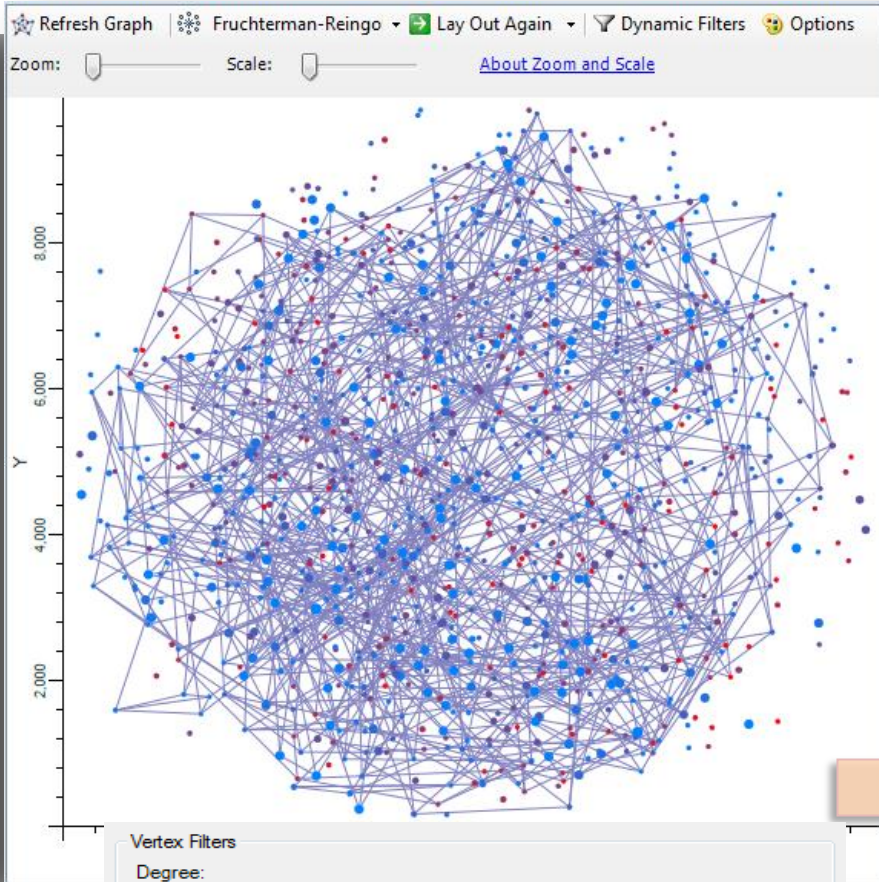 Refresh Graph Fruchterman-Reingo Lay Out Again Dynamic Filters Options
Zoom: Scale: About Zoom and Scale
8,000
6,000
Y
4,000
2,000
Vertex Filters
Degree: